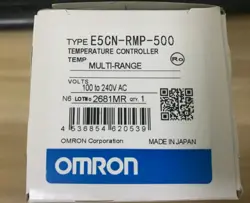 TYPE E5CN-RMP-500
TEMPERATURE CONTROLLER
TEMP
MULTI-RANGE
VOLTS
100 to 240V AC
N6 LOT No 2681MR QTY. 1
4 536854 620539
OMRON Corporation
MADE IN JAPAN
OMRON